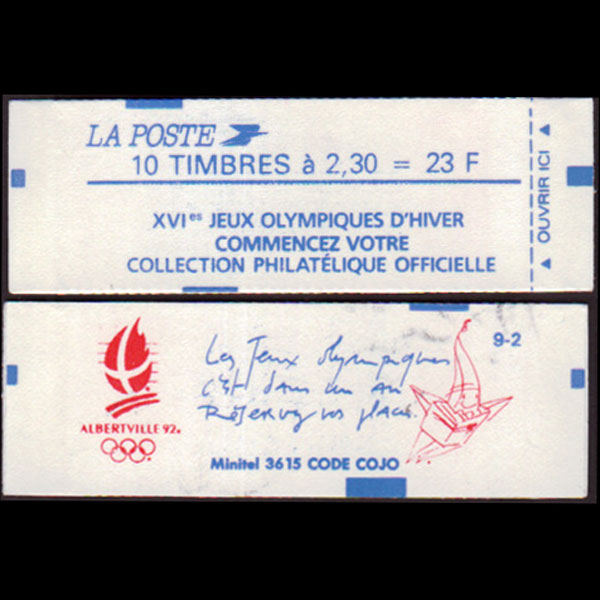 LA POSTE
10 TIMBRES à 2,30 = 23 F
XVIes JEUX OLYMPIQUES D'HIVER
COMMENCEZ VOTRE
COLLECTION PHILATÉLIQUE OFFICIELLE
OUVRIR ICI
9-2
Les Jeux olympiques
c'est dans un an
Réservez vos places.
ALBERTVILLE 92
Minitel 3615 CODE COJO